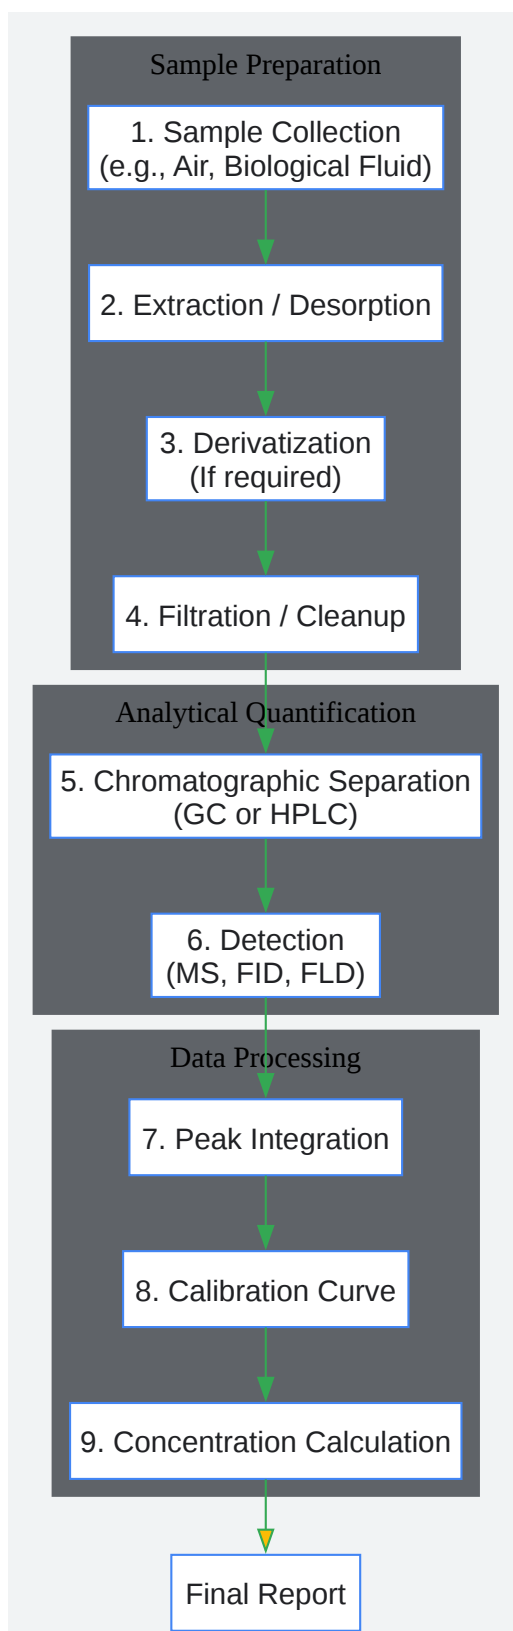 Sample Preparation
1. Sample Collection
(e.g., Air, Biological Fluid)
2. Extraction / Desorption
3. Derivatization
(If required)
4. Filtration / Cleanup
Analytical Quantification
5. Chromatographic Separation
(GC or HPLC)
6. Detection
(MS, FID, FLD)
Data Processing
7. Peak Integration
8. Calibration Curve
9. Concentration Calculation
Final Report